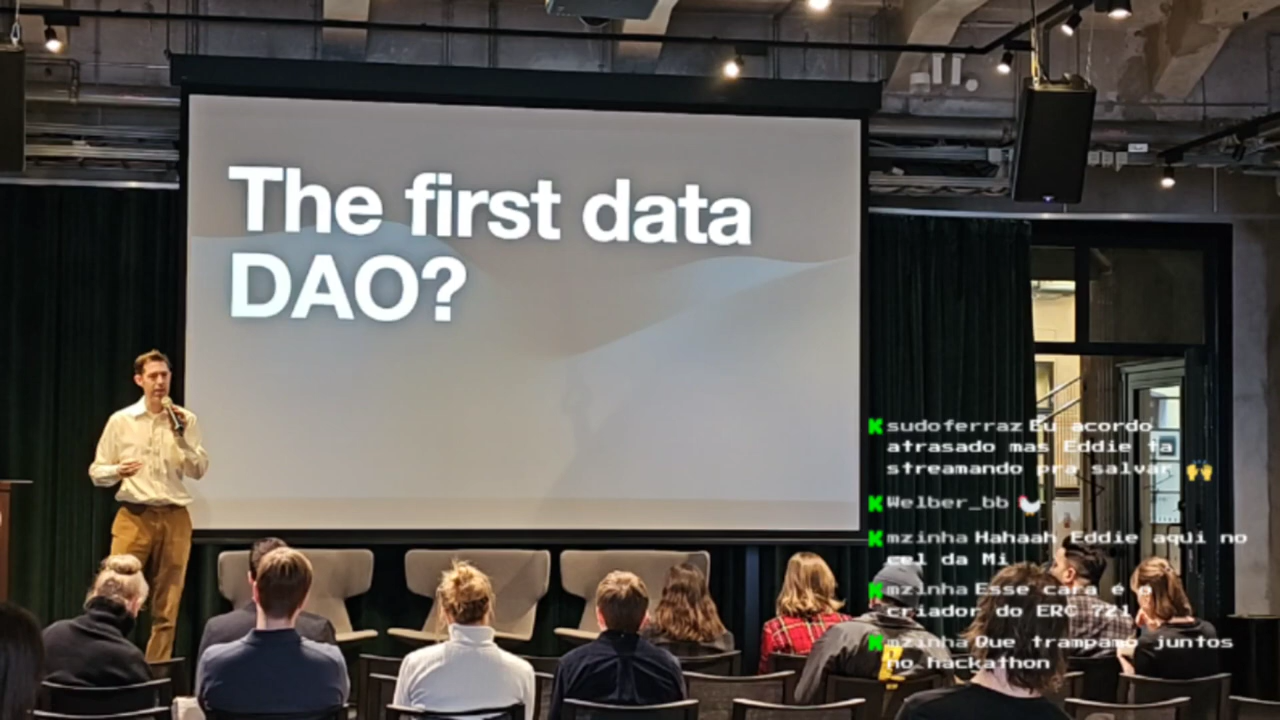 The first data
DAO?
sudoferraz Eu acordo
atrasado mas Eddie ta
streamando pra salvar
Welber_bb
mzinha Hahaah Eddie aqui no
cel da Mi
mzinha Esse cara é o
criador do ERC 721
mzinha Que trampamo juntos
no hackathon